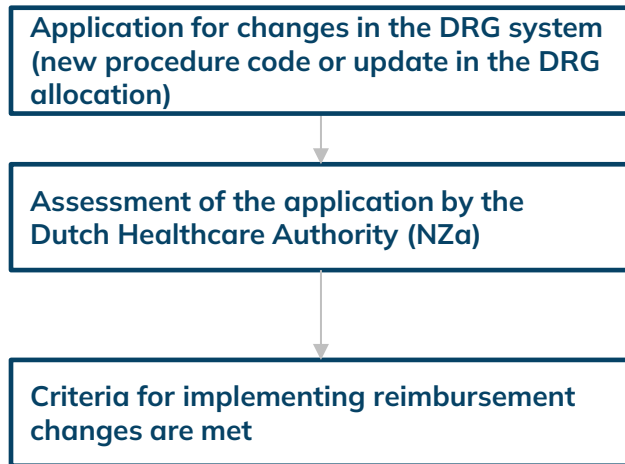 Application for changes in the DRG system
(new procedure code or update in the DRG
allocation)
Assessment of the application by the
Dutch Healthcare Authority (NZa)
Criteria for implementing reimbursement
changes are met